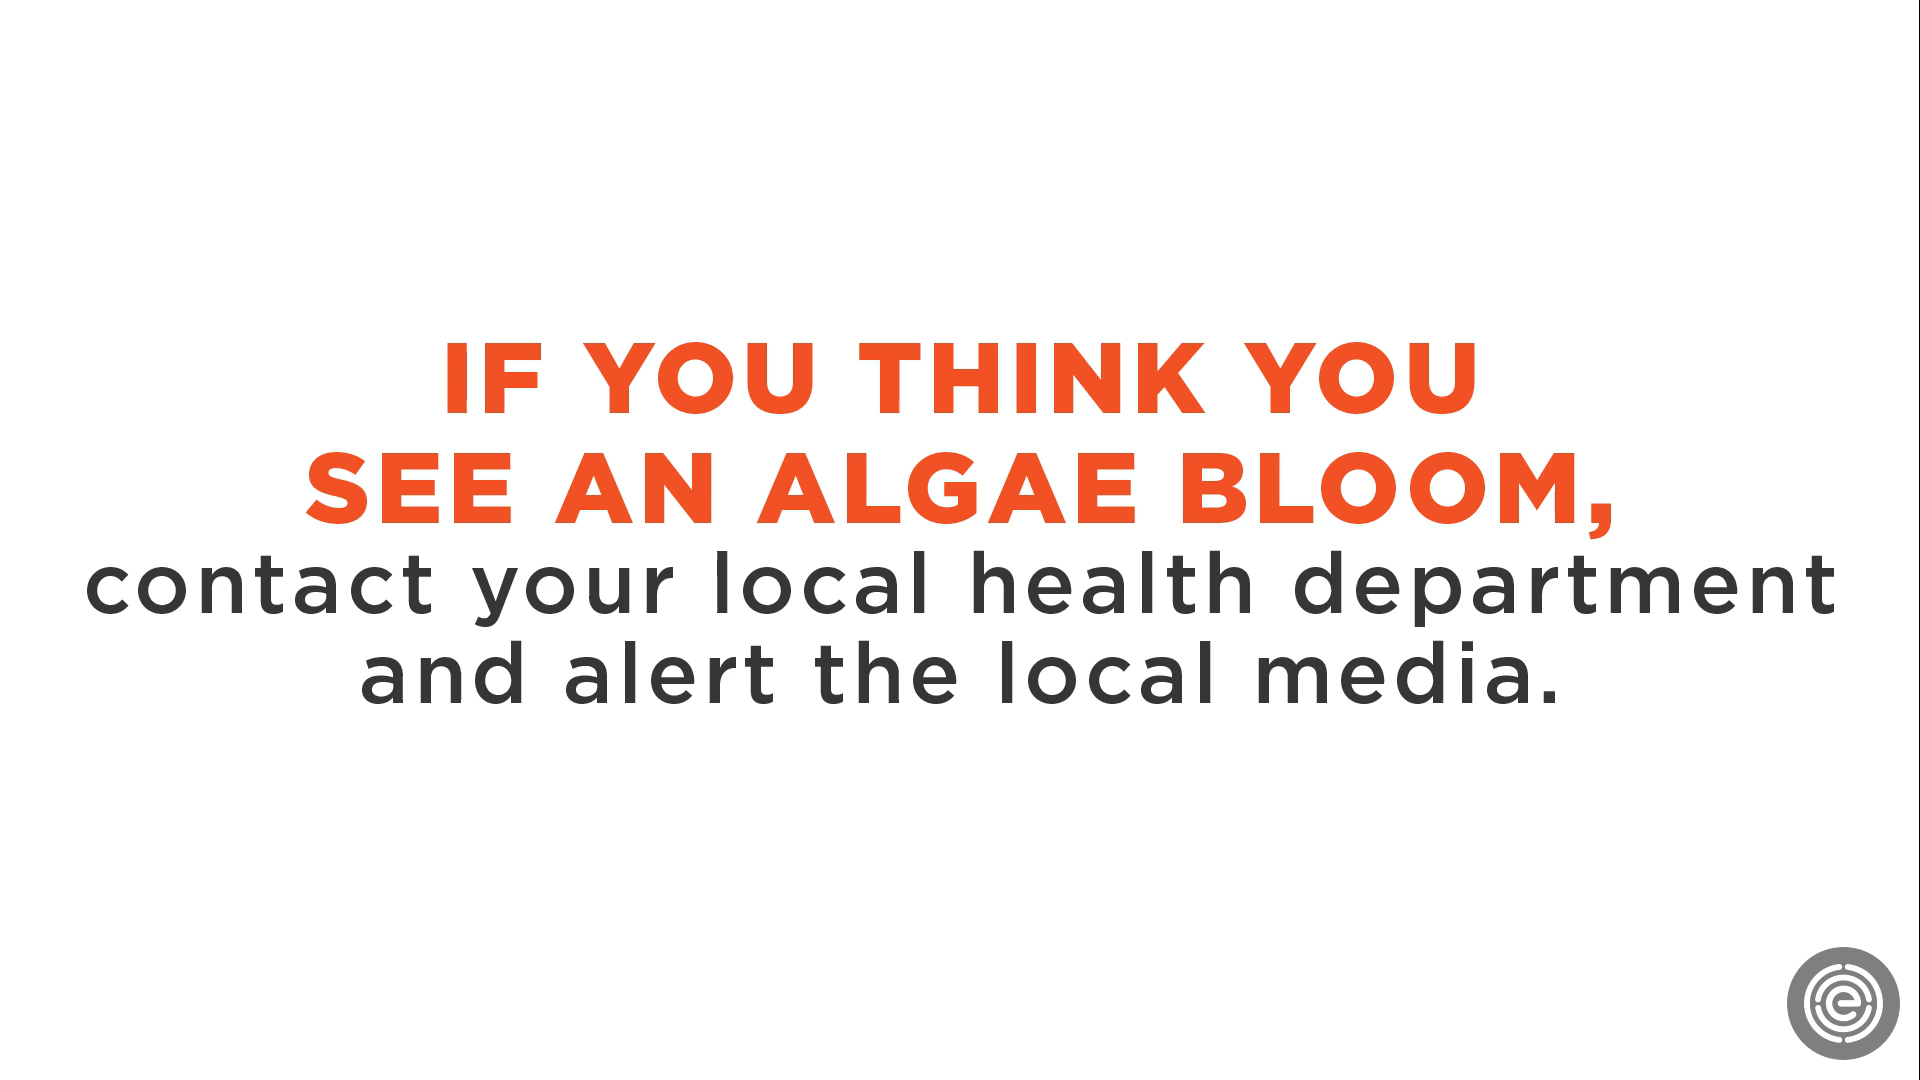 IF YOU THINK YOU
SEE AN ALGAE BLOOM,
contact your local health department
and alert the local media.
e